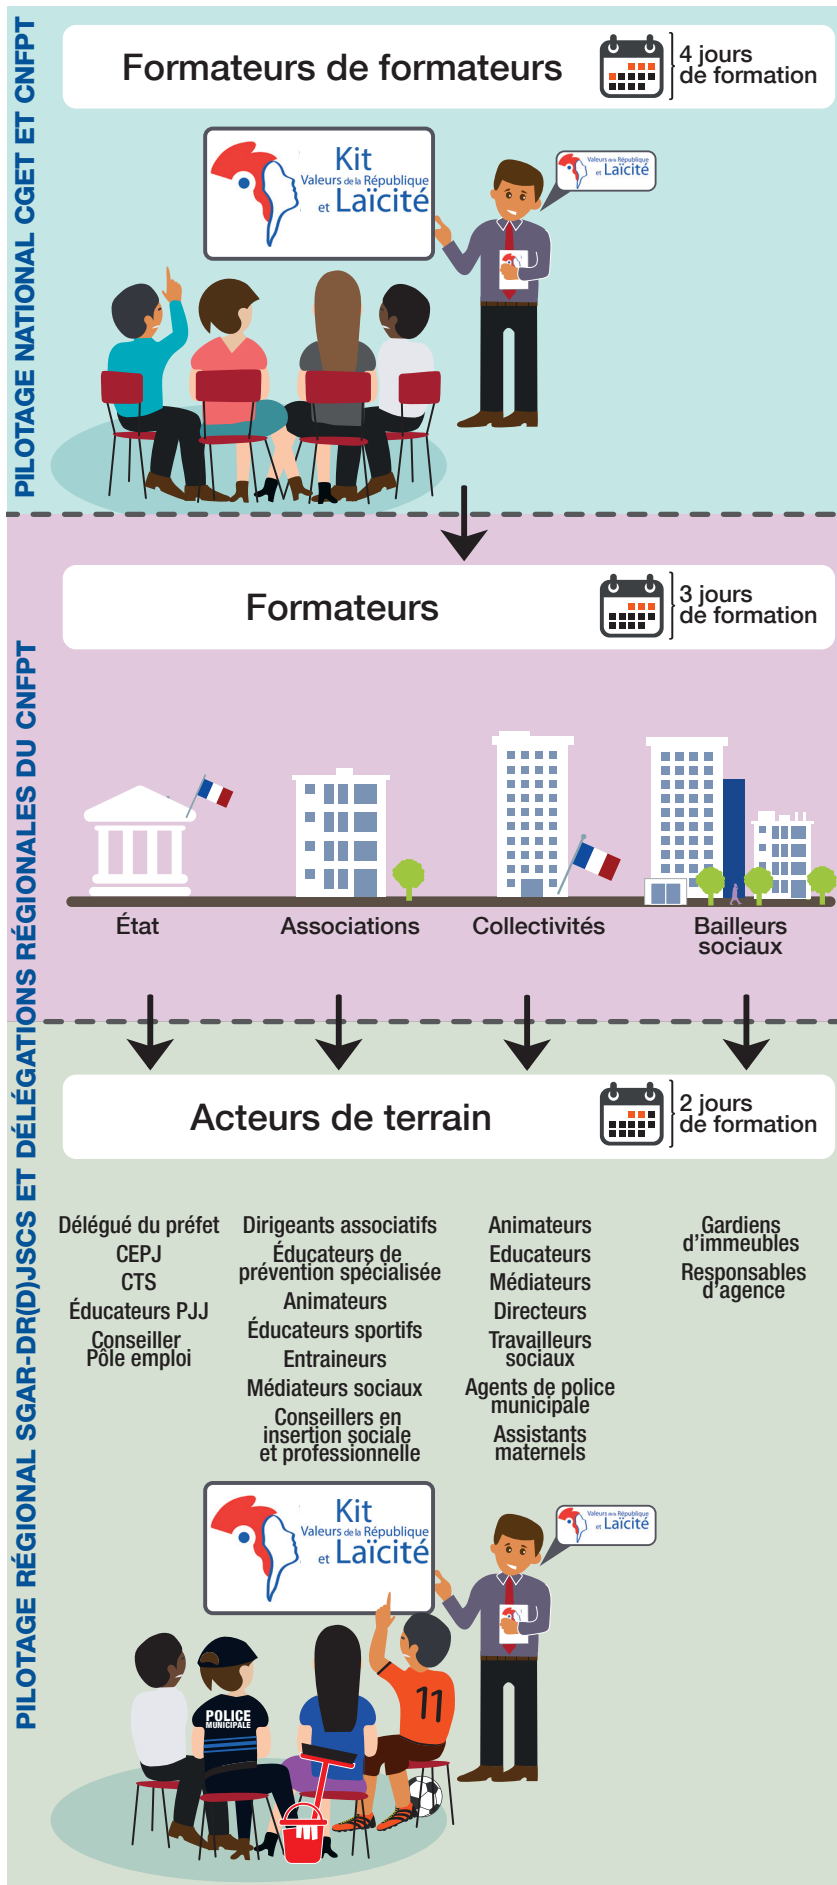 PILOTAGE NATIONAL CGET ET CNFPT
Formateurs de formateurs
4 jours
de formation
Kit
Valeurs de la République
et Laïcité
Valeurs de la République
et Laïcité
PILOTAGE RÉGIONAL SGAR-DR(D)JSCS ET DÉLÉGATIONS RÉGIONALES DU CNFPT
Formateurs
3 jours
de formation
État
Associations
Collectivités
Bailleurs
sociaux
Acteurs de terrain
2 jours
de formation
Délégué du préfet
CEPJ
CTS
Éducateurs PJJ
Conseiller
Pôle emploi
Dirigeants associatifs
Éducateurs de
prévention spécialisée
Animateurs
Éducateurs sportifs
Entraineurs
Médiateurs sociaux
Conseillers en
insertion sociale
et professionnelle
Animateurs
Educateurs
Médiateurs
Directeurs
Travailleurs
sociaux
Agents de police
municipale
Assistants
maternels
Gardiens
d'immeubles
Responsables
d'agence
Kit
Valeurs de la République
et Laïcité
Valeurs de la République
et Laïcité
POLICE
MUNICIPALE
11